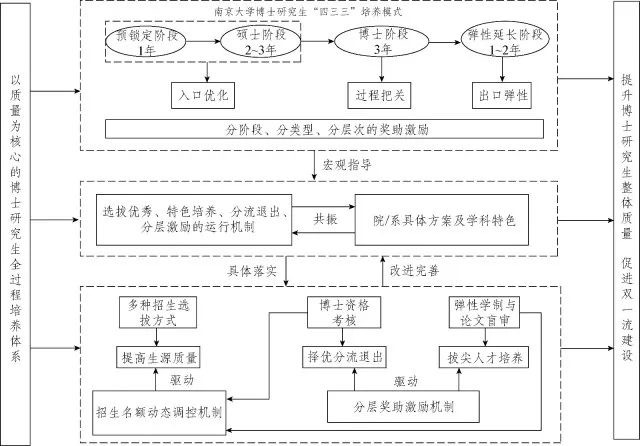 南京大学博士研究生“四三三”培养模式
预锁定阶段
1年
硕士阶段
2~3年
博士阶段
3年
弹性延长阶段
1~2年
入口优化
过程把关
出口弹性
分阶段、分类型、分层次的奖助激励
宏观指导
以质量为核心的博士研究生全过程培养体系
选拔优秀、特色培养、分流退出、
分层激励的运行机制
共振
院/系具体方案及学科特色
提升博士研究生整体质量 促进双一流建设
具体落实
改进完善
多种招生选
拔方式
博士资格
考核
弹性学制与
论文盲审
提高生源质量
择优分流退出
拔尖人才培养
驱动
驱动
招生名额动态调控机制
分层奖助激励机制